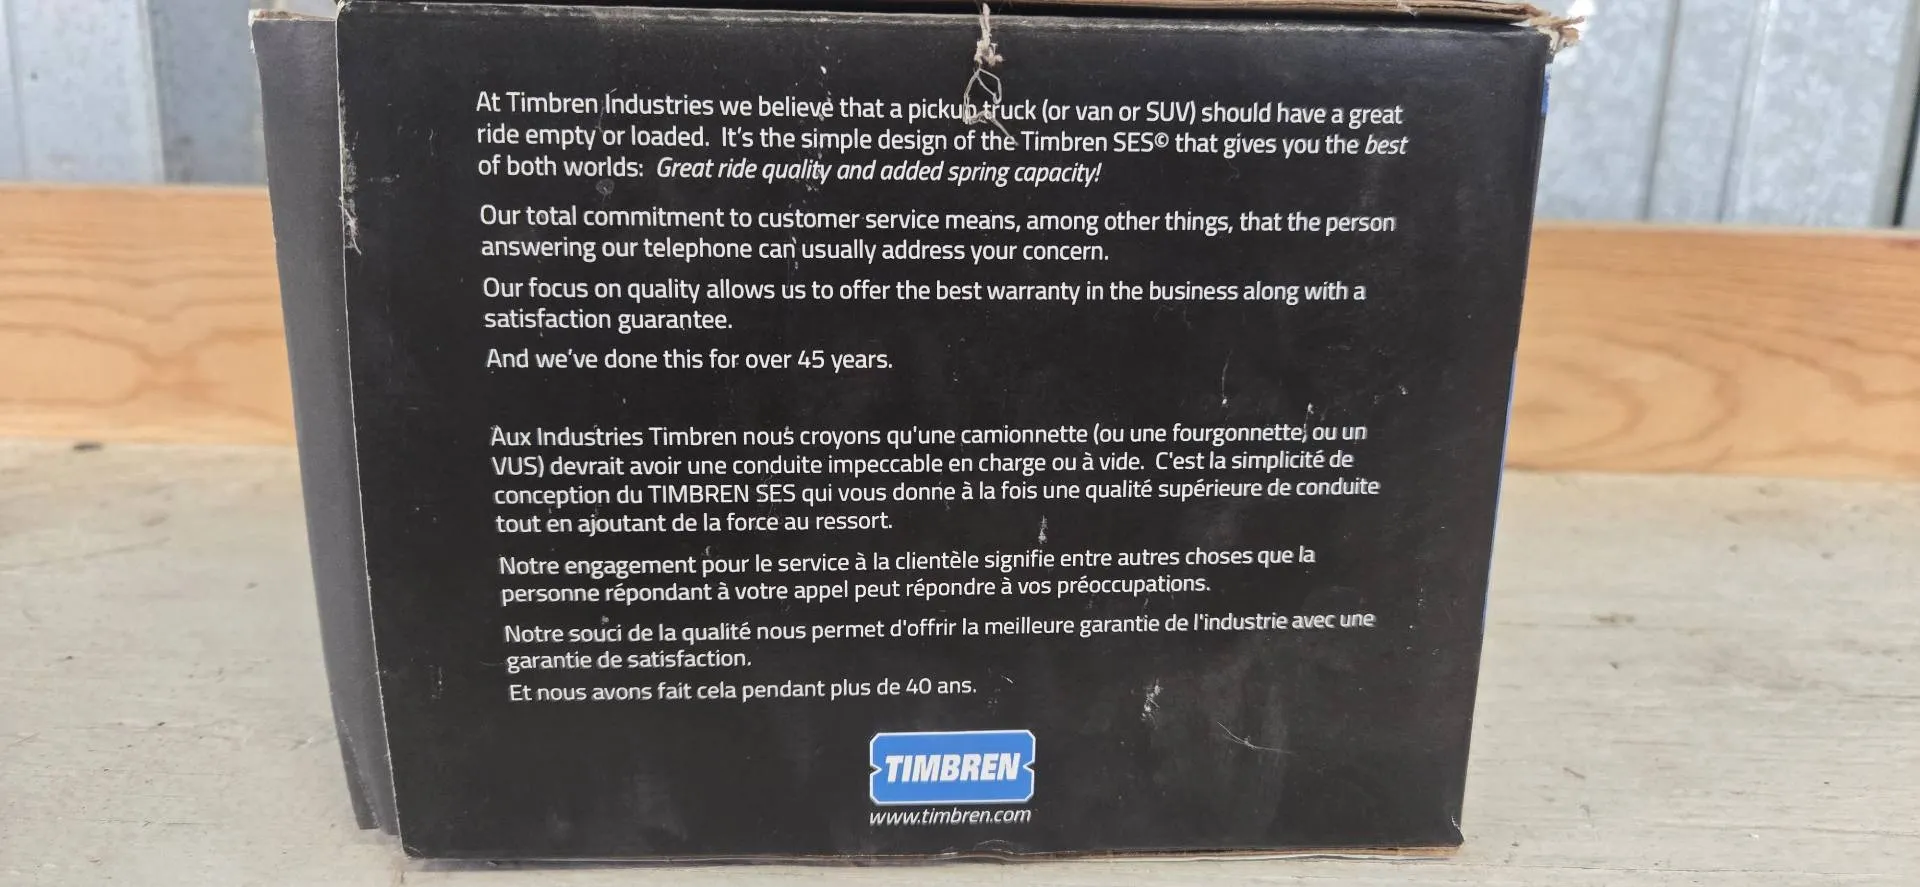 At Timbren Industries we believe that a pickup truck (or van or SUV) should have a great
ride empty or loaded. It's the simple design of the Timbren SES© that gives you the best
of both worlds: Great ride quality and added spring capacity!
Our total commitment to customer service means, among other things, that the person
answering our telephone can usually address your concern.
Our focus on quality allows us to offer the best warranty in the business along with a
satisfaction guarantee.
And we've done this for over 45 years.
Aux Industries Timbren nous croyons qu'une camionnette (ou une fourgonnette, ou un
VUS) devrait avoir une conduite impeccable en charge ou à vide. C'est la simplicité de
conception du TIMBREN SES qui vous donne à la fois une qualité supérieure de conduite
tout en ajoutant de la force au ressort.
Notre engagement pour le service à la clientèle signifie entre autres choses que la
personne répondant à votre appel peut répondre à vos préoccupations.
Notre souci de la qualité nous permet d'offrir la meilleure garantie de l'industrie avec une
garantie de satisfaction.
Et nous avons fait cela pendant plus de 40 ans.
TIMBREN
www.timbren.com